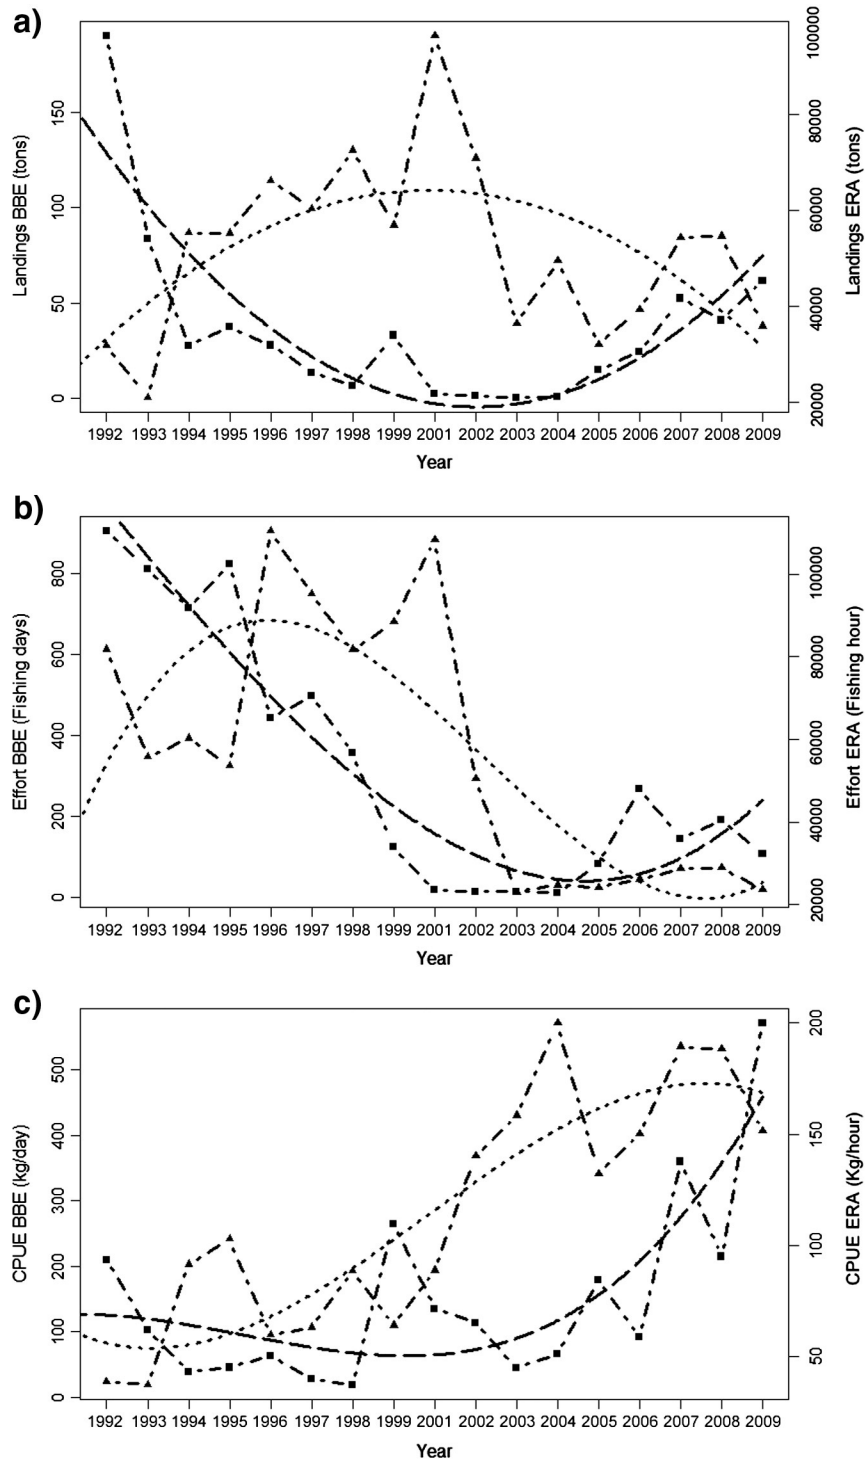 a)
Landings BBE (tons)
0 50 100 150
Landings ERA (tons)
20000 40000 60000 80000 100000
1992 1993 1994 1995 1996 1997 1998 1999 2001 2002 2003 2004 2005 2006 2007 2008 2009
Year
b)
Effort BBE (Fishing days)
0 200 400 600 800
Effort ERA (Fishing hour)
20000 40000 60000 80000 100000
1992 1993 1994 1995 1996 1997 1998 1999 2001 2002 2003 2004 2005 2006 2007 2008 2009
Year
c)
CPUE BBE (kg/day)
0 100 200 300 400 500
CPUE ERA (Kg/hour)
50 100 150 200
1992 1993 1994 1995 1996 1997 1998 1999 2001 2002 2003 2004 2005 2006 2007 2008 2009
Year